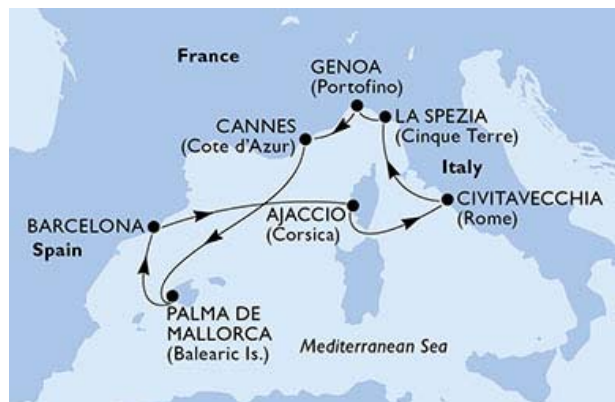 France
GENOA
(Portofino)
LA SPEZIA
(Cinque Terre)
CANNES
(Cote d'Azur)
Italy
CIVITAVECCHIA
(Rome)
AJACCIO
(Corsica)
BARCELONA
Spain
PALMA DE
MALLORCA
(Balearic Is.)
Mediterranean Sea